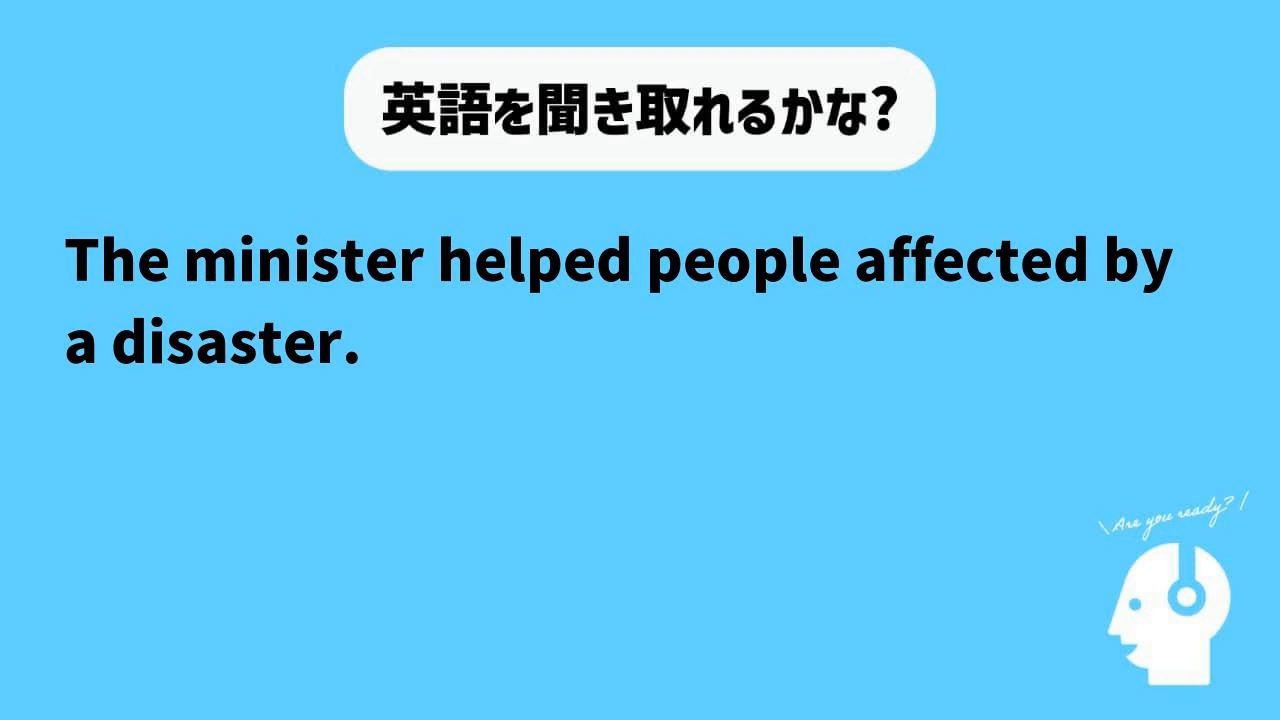 英語を聞き取れるかな?
The minister helped people affected by
a disaster.
\ Are you ready? /